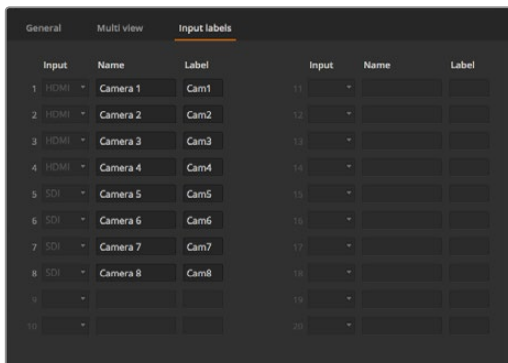 General Multi view Input labels
Input Name Label Input Name Label
1 HDMI Camera 1 Cam1 11
2 HDMI Camera 2 Cam2 12
3 HDMI Camera 3 Cam3 13
4 HDMI Camera 4 Cam4 14
5 SDI Camera 5 Cam5 15
6 SDI Camera 6 Cam6 16
7 SDI Camera 7 Cam7 17
8 SDI Camera 8 Cam8 18
9 19
10 20